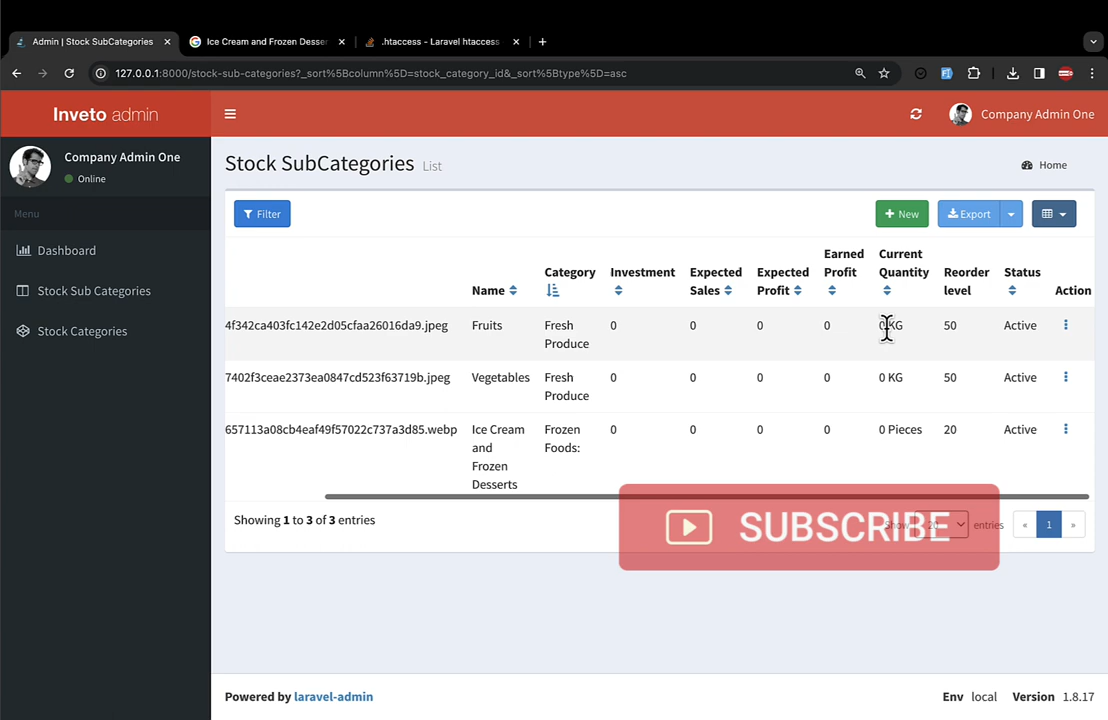 Admin | Stock SubCategories
Ice Cream and Frozen Desser
.htaccess - Laravel htaccess
127.0.0.1:8000/stock-sub-categories?_sort%5Bcolumn%5D=stock_category_id&_sort%5Btype%5D=asc
Inveto admin
Company Admin One
Company Admin One
Online
Menu
Dashboard
Stock Sub Categories
Stock Categories
Stock SubCategories List
Home
Filter
New
Export
Name
Category
Investment
Expected
Sales
Expected
Profit
Earned
Profit
Current
Quantity
Reorder
level
Status
Action
4f342ca403fc142e2d05cfaa26016da9.jpeg
Fruits
Fresh
Produce
0
0
0
0
0 KG
50
Active
7402f3ceae2373ea0847cd523f63719b.jpeg
Vegetables
Fresh
Produce
0
0
0
0
0 KG
50
Active
657113a08cb4eaf49f57022c737a3d85.webp
Ice Cream
and
Frozen
Desserts
Frozen
Foods:
0
0
0
0
0 Pieces
20
Active
Showing 1 to 3 of 3 entries
Show 20 entries
« 1 »
SUBSCRIBE
Powered by laravel-admin
Env local Version 1.8.17